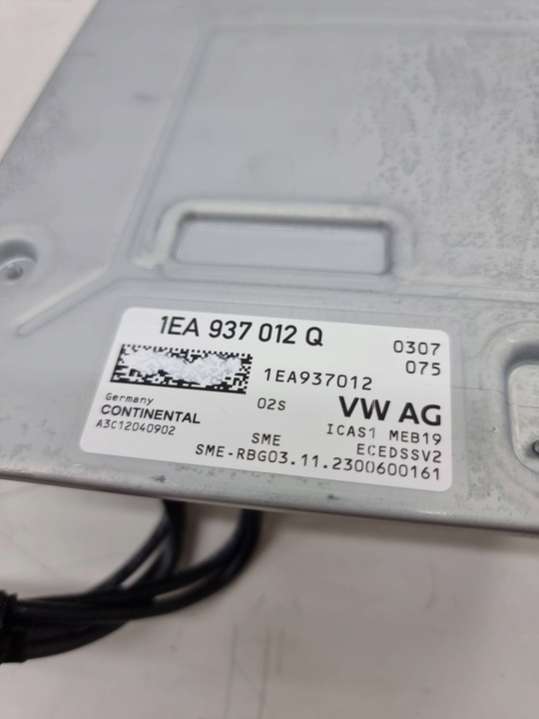 1EA 937 012 Q
0307
075
1EA937012
Germany
CONTINENTAL
A3C12040902
02S
VW AG
ICAS1 MEB19
SME
ECEDSSV2
SME-RBG03.11.2300600161